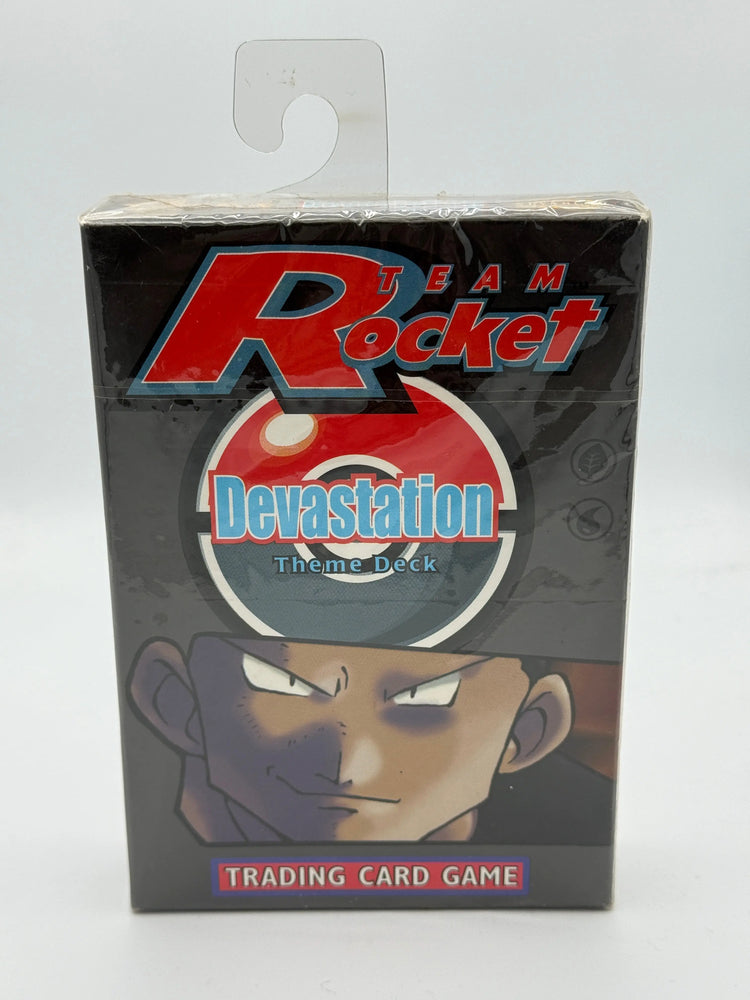 TEAM
Rocket
Devastation
Theme Deck
TRADING CARD GAME